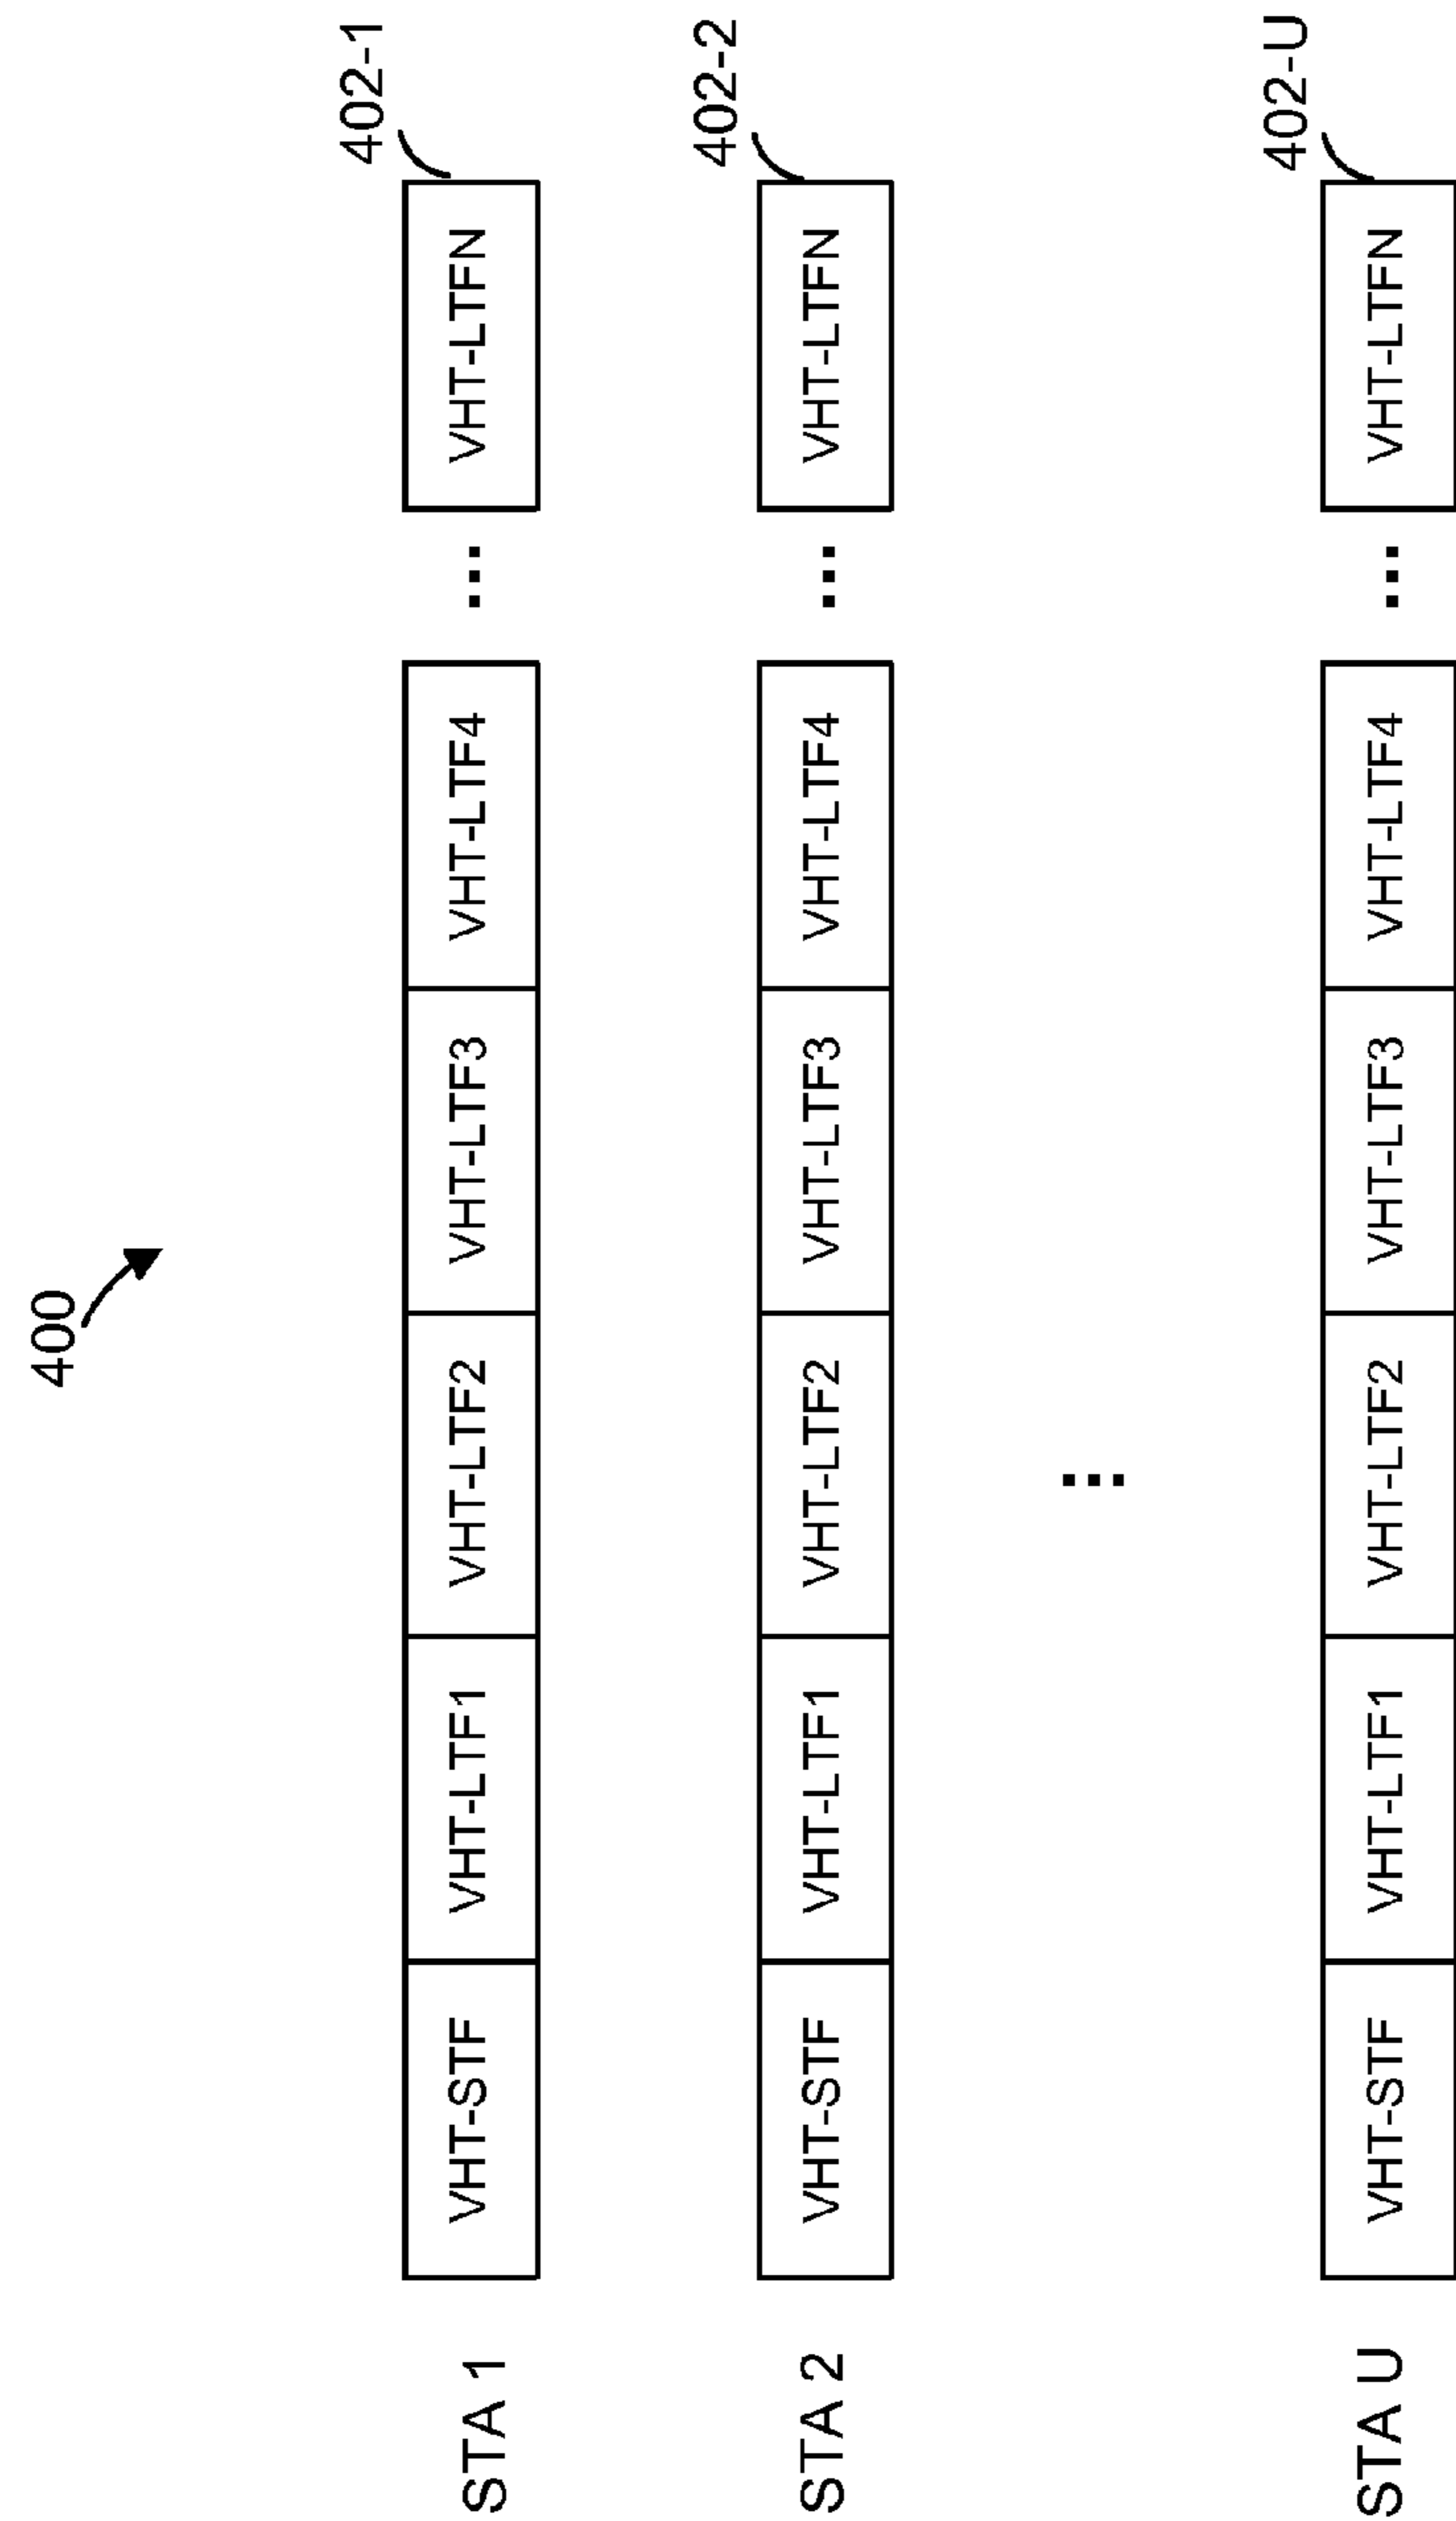 400
402-1
STA 1 VHT-STF VHT-LTF1 VHT-LTF2 VHT-LTF3 VHT-LTF4 ... VHT-LTFN
402-2
STA 2 VHT-STF VHT-LTF1 VHT-LTF2 VHT-LTF3 VHT-LTF4 ... VHT-LTFN
...
402-U
STA U VHT-STF VHT-LTF1 VHT-LTF2 VHT-LTF3 VHT-LTF4 ... VHT-LTFN